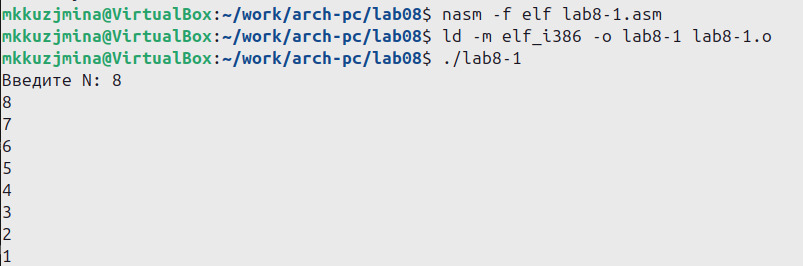 mkkuzjmina@VirtualBox:~/work/arch-pc/lab08$ nasm -f elf lab8-1.asm
mkkuzjmina@VirtualBox:~/work/arch-pc/lab08$ ld -m elf_i386 -o lab8-1 lab8-1.o
mkkuzjmina@VirtualBox:~/work/arch-pc/lab08$ ./lab8-1
Введите N: 8
8
7
6
5
4
3
2
1